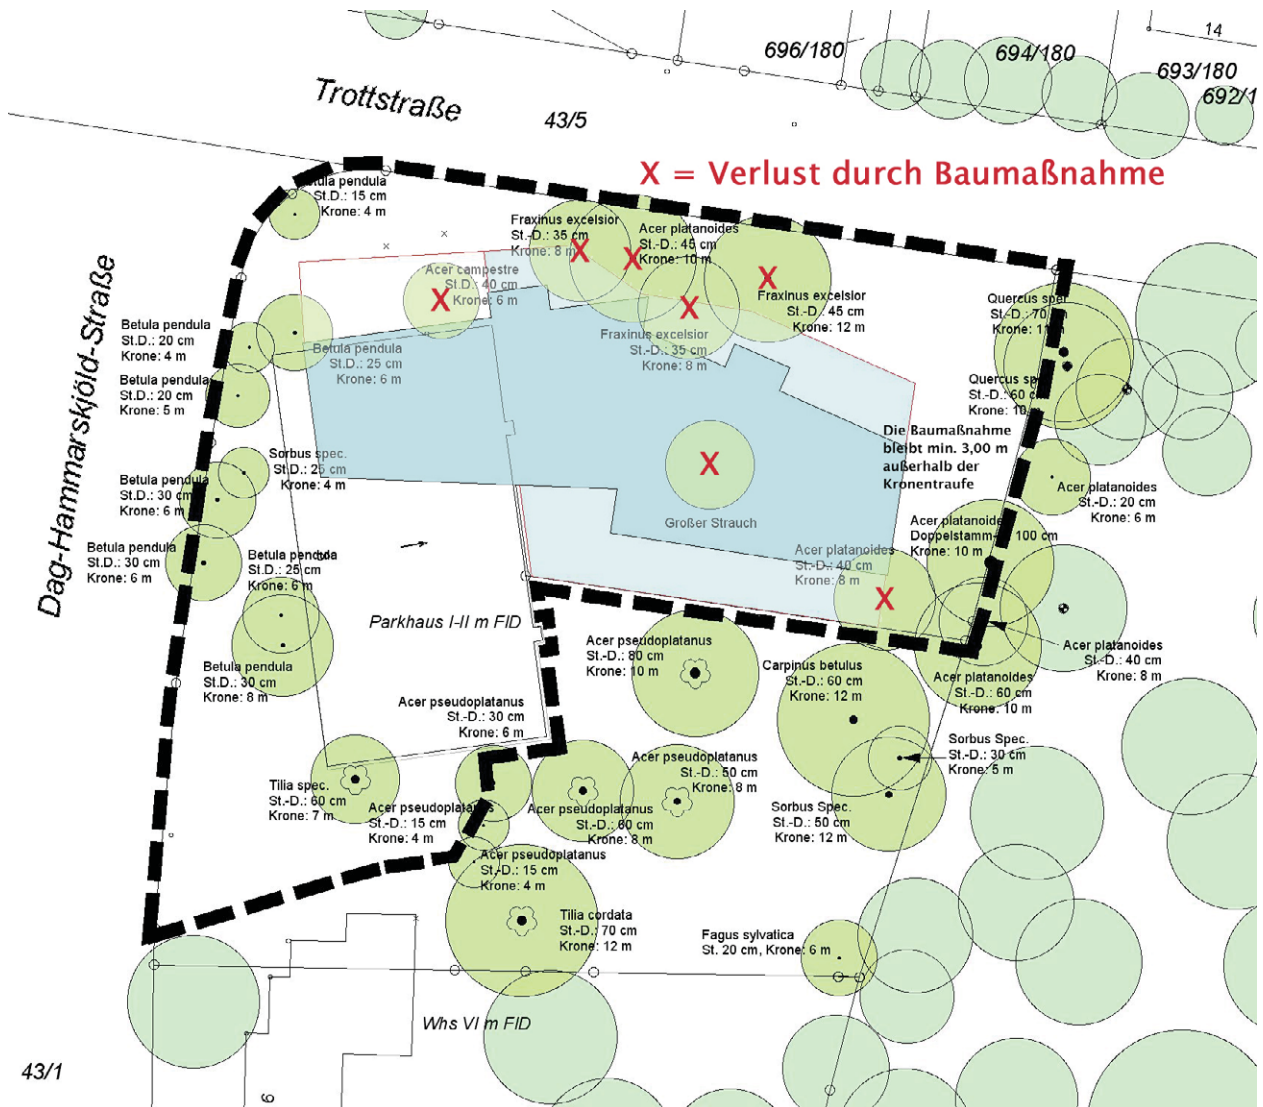 14
696/180
694/180
693/180
692/1
Trottstraße
43/5
X = Verlust durch Baumaßnahme
Betula pendula
St.D.: 15 cm
Krone: 4 m
Fraxinus excelsior
St.-D.: 35 cm
Krone: 8 m
Acer platanoides
St.-D.: 45 cm
Krone: 10 m
Acer campestre
St.-D.: 40 cm
Krone: 6 m
Fraxinus excelsior
St.-D.: 45 cm
Krone: 12 m
Fraxinus excelsior
St.-D.: 35 cm
Krone: 8 m
Quercus spe
St.-D.: 70
Krone: 11 m
Quercus sp
St.-D.: 60 c
Krone: 10
X
X
X
X
X
X
X
Dag-Hammarskjöld-Straße
Betula pendula
St.D.: 20 cm
Krone: 4 m
Betula pendula
St.D.: 25 cm
Krone: 6 m
Betula pendula
St.D.: 20 cm
Krone: 5 m
Die Baumaßnahme
bleibt min. 3,00 m
außerhalb der
Kronentraufe
Sorbus spec.
St.D.: 25 cm
Krone: 4 m
Betula pendula
St.D.: 30 cm
Krone: 6 m
Großer Strauch
Acer platanoides
St.-D.: 20 cm
Krone: 6 m
Acer platanoide
Doppelstamm 100 cm
Krone: 10 m
Betula pendula
St.D.: 30 cm
Krone: 6 m
Betula pendula
St.D.: 25 cm
Krone: 6 m
Acer platanoides
St.-D.: 40 cm
Krone: 8 m
Parkhaus I-II m FID
Acer pseudoplatanus
St.-D.: 80 cm
Krone: 10 m
Carpinus betulus
St.-D.: 60 cm
Krone: 12 m
Acer platanoides
St.-D.: 40 cm
Krone: 8 m
Acer platanoides
St.-D.: 60 cm
Krone: 10 m
Betula pendula
St.D.: 30 cm
Krone: 8 m
Acer pseudoplatanus
St.-D.: 30 cm
Krone: 6 m
Sorbus Spec.
St.-D.: 30 cm
Krone: 5 m
Acer pseudoplatanus
St.-D.: 50 cm
Krone: 8 m
Tilia spec.
St.-D.: 60 cm
Krone: 7 m
Acer pseudoplatanus
St.-D.: 15 cm
Krone: 4 m
Acer pseudoplatanus
St.-D.: 60 cm
Krone: 8 m
Sorbus Spec.
St.-D.: 50 cm
Krone: 12 m
Acer pseudoplatanus
St.-D.: 15 cm
Krone: 4 m
Tilia cordata
St.-D.: 70 cm
Krone: 12 m
Fagus sylvatica
St. 20 cm, Krone: 6 m
Whs VI m FID
43/1